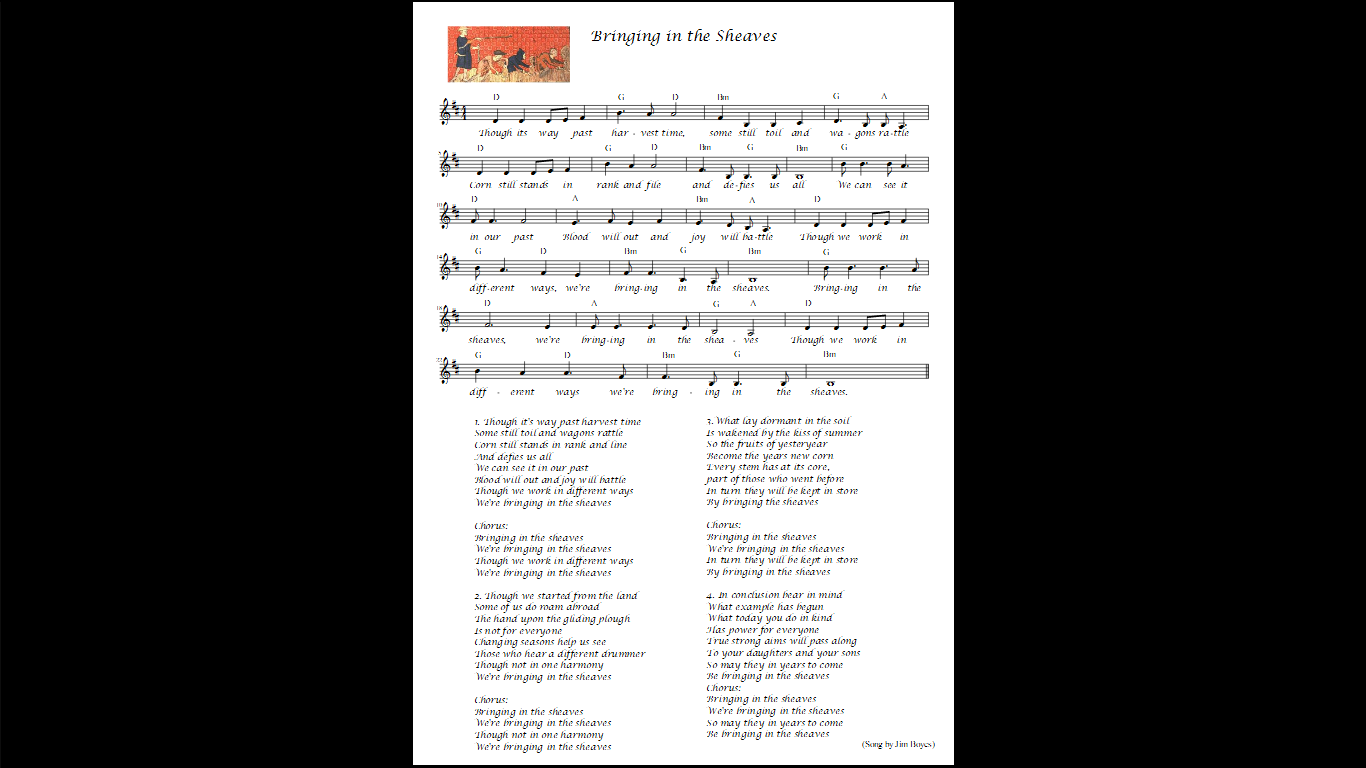 Bringing in the Sheaves
D G D Bm G A
Though its way past har - vest time, some still toil and wa - gons ra-ttle
D G D Bm G Bm G
Corn still stands in rank and file and de-fies us all We can see it
D A Bm A D
in our past Blood will out and joy will ba-ttle Though we work in
14
G D Bm G Bm G
diff-erent ways, we're bring-ing in the sheaves. Bring-ing in the
18
D A G A D
sheaves, we're bring-ing in the shea - ves Though we work in
G D Bm G Bm
diff - erent ways we're bring - ing in the sheaves.
1. Though it's way past harvest time
Some still toil and wagons rattle
Corn still stands in rank and line
And defies us all
We can see it in our past
Blood will out and joy will battle
Though we work in different ways
We're bringing in the sheaves
Chorus:
Bringing in the sheaves
We're bringing in the sheaves
Though we work in different ways
We're bringing in the sheaves
2. Though we started from the land
Some of us do roam abroad
The hand upon the gliding plough
Is not for everyone
Changing seasons help us see
Those who hear a different drummer
Though not in one harmony
We're bringing in the sheaves
Chorus:
Bringing in the sheaves
We're bringing in the sheaves
Though not in one harmony
We're bringing in the sheaves
3. What lay dormant in the soil
Is wakened by the kiss of summer
So the fruits of yesteryear
Become the years new corn
Every stem has at its core,
part of those who went before
In turn they will be kept in store
By bringing the sheaves
Chorus:
Bringing in the sheaves
We're bringing in the sheaves
In turn they will be kept in store
By bringing in the sheaves
4. In conclusion bear in mind
What example has begun
What today you do in kind
Has power for everyone
True strong aims will pass along
To your daughters and your sons
So may they in years to come
Be bringing in the sheaves
Chorus:
Bringing in the sheaves
We're bringing in the sheaves
So may they in years to come
Be bringing in the sheaves
(Song by Jim Boyes)